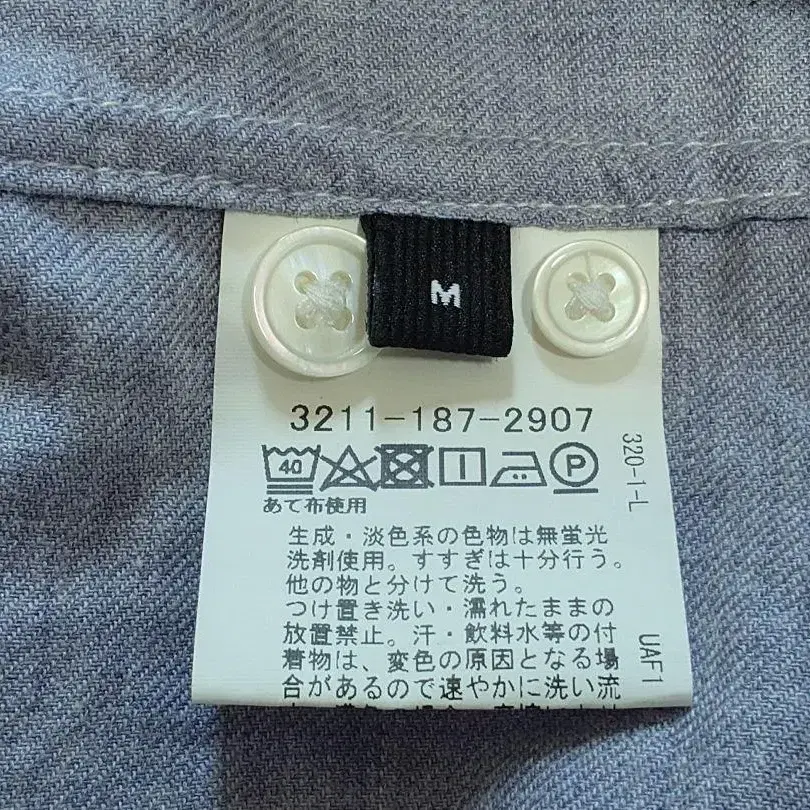 M
3211-187-2907
40
P
あて布使用
320-1-L
生成・淡色系の色物は無蛍光
洗剤使用。すすぎは十分行う。
他の物と分けて洗う。
つけ置き洗い・濡れたままの
放置禁止。汗・飲料水等の付
着物は、変色の原因となる場
合があるので速やかに洗い流
UAF1